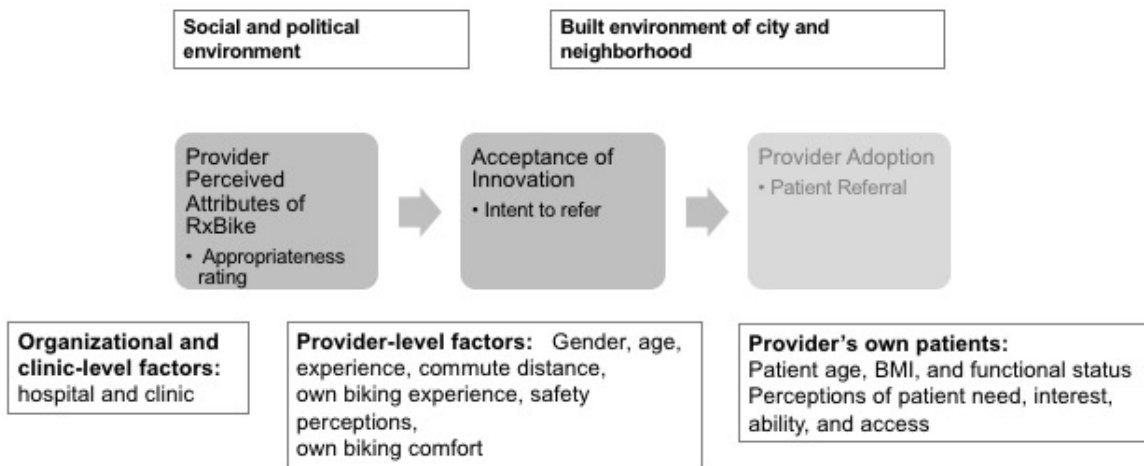 Social and political
environment
Built environment of city and
neighborhood
Provider
Perceived
Attributes of
RxBike
• Appropriateness
rating
Acceptance of
Innovation
• Intent to refer
Provider Adoption
• Patient Referral
Organizational and
clinic-level factors:
hospital and clinic
Provider-level factors: Gender, age,
experience, commute distance,
own biking experience, safety
perceptions,
own biking comfort
Provider's own patients:
Patient age, BMI, and functional status
Perceptions of patient need, interest,
ability, and access